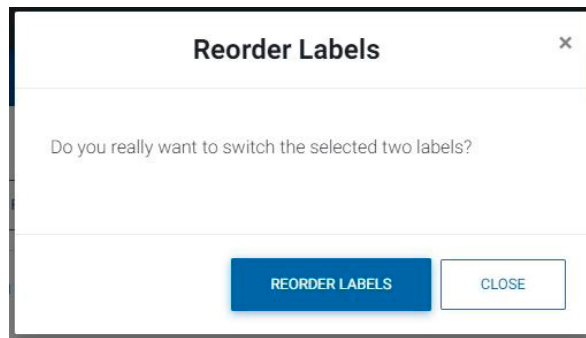 Reorder Labels
×
Do you really want to switch the selected two labels?
REORDER LABELS
CLOSE